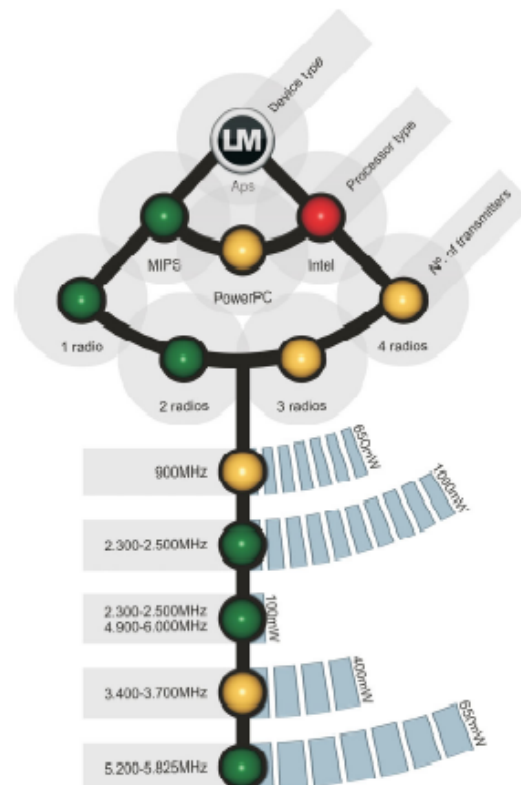 Device type
LM
Aps
Processor type
MIPS
PowerPC
Intel
Nº. of transmitters
1 radio
2 radios
3 radios
4 radios
900MHz
650mW
2.300-2.500MHz
1000mW
2.300-2.500MHz
4.900-6.000MHz
100mW
3.400-3.700MHz
400mW
5.200-5.825MHz
650mW